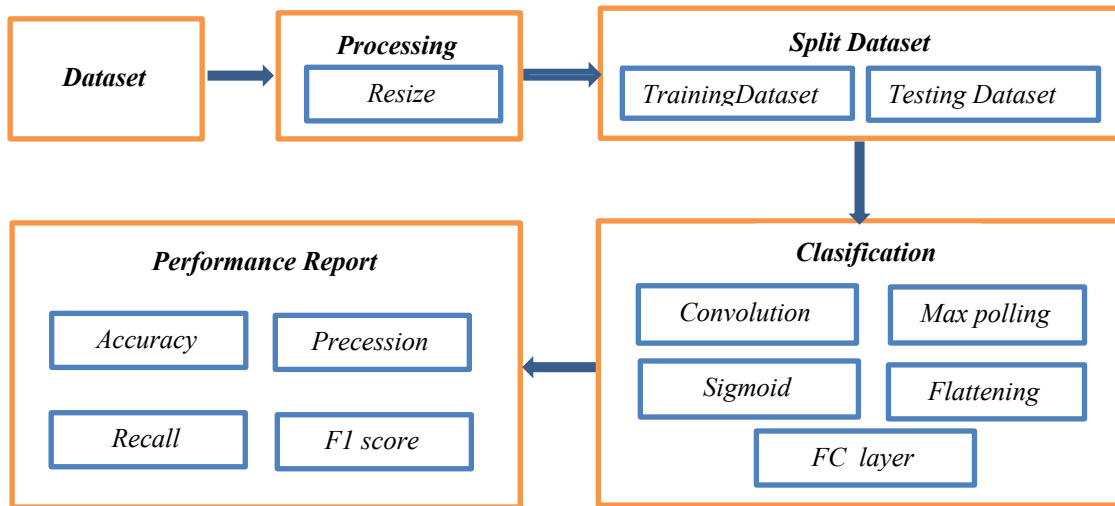 Dataset
Processing
Resize
Split Dataset
TrainingDataset
Testing Dataset
Clasification
Convolution
Max polling
Sigmoid
Flattening
FC layer
Performance Report
Accuracy
Precession
Recall
F1 score